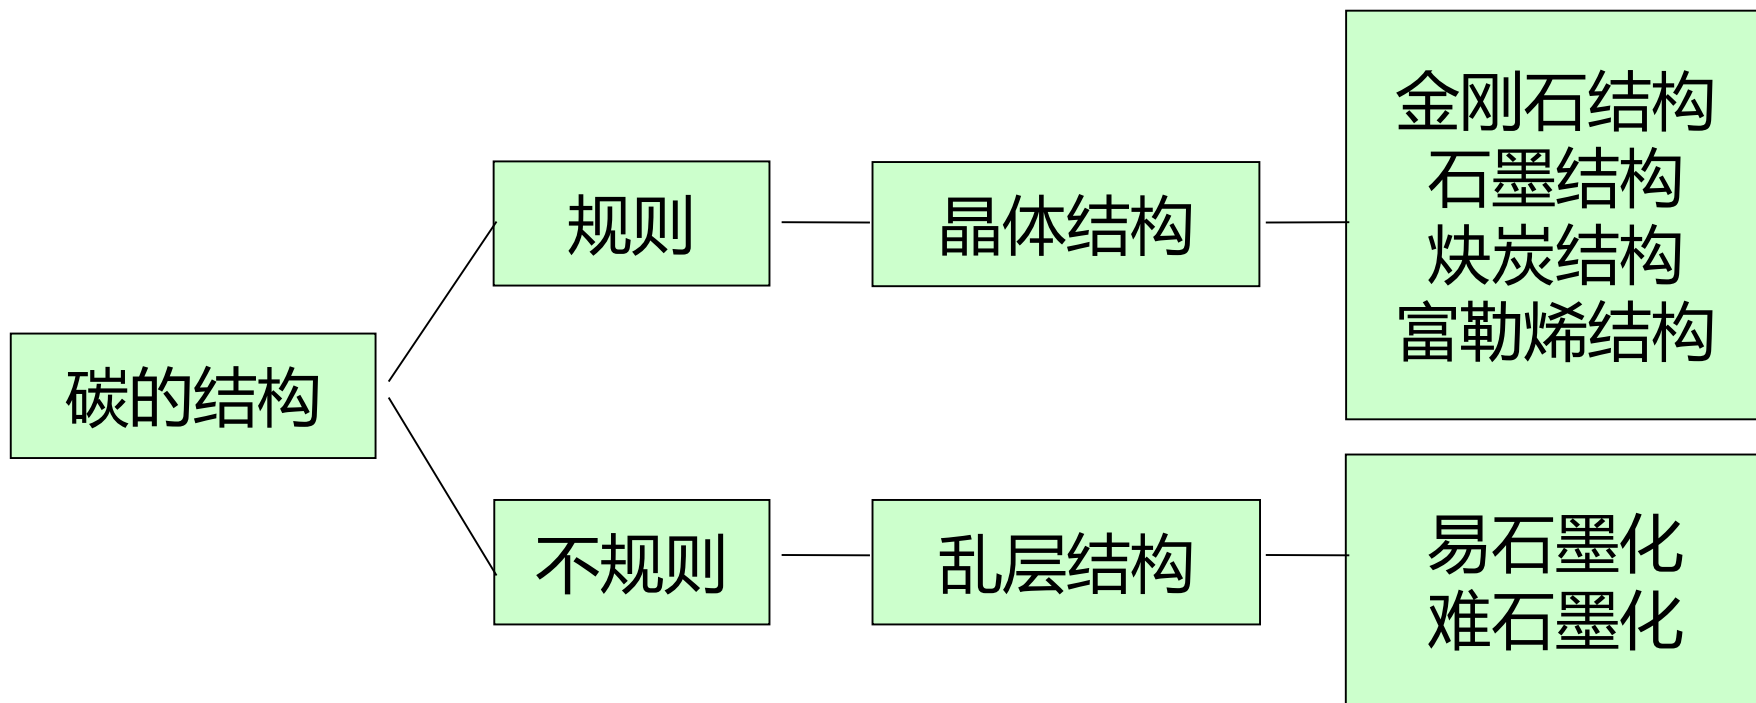 碳的结构
规则
晶体结构
金刚石结构
石墨结构
炔炭结构
富勒烯结构
不规则
乱层结构
易石墨化
难石墨化